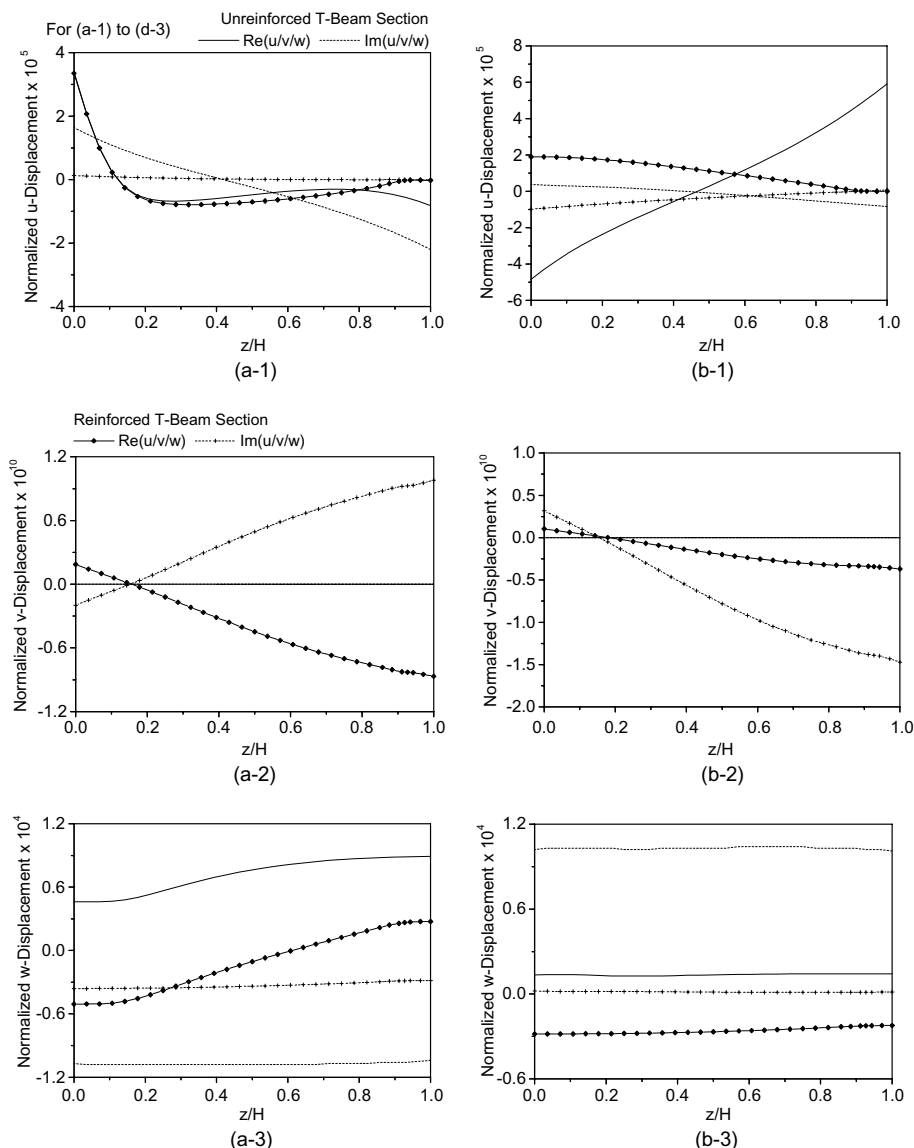 For (a-1) to (d-3)
Unreinforced T-Beam Section
Re(u/v/w) Im(u/v/w)
Normalized u-Displacement x 10^5
4
2
0
-2
-4
0.0 0.2 0.4 0.6 0.8 1.0
z/H
(a-1)
Normalized u-Displacement x 10^5
8
6
4
2
0
-2
-4
-6
0.0 0.2 0.4 0.6 0.8 1.0
z/H
(b-1)
Reinforced T-Beam Section
Re(u/v/w) Im(u/v/w)
Normalized v-Displacement x 10^10
1.2
0.6
0.0
-0.6
-1.2
0.0 0.2 0.4 0.6 0.8 1.0
z/H
(a-2)
Normalized v-Displacement x 10^10
1.0
0.5
0.0
-0.5
-1.0
-1.5
-2.0
0.0 0.2 0.4 0.6 0.8 1.0
z/H
(b-2)
Normalized w-Displacement x 10^4
1.2
0.6
0.0
-0.6
-1.2
0.0 0.2 0.4 0.6 0.8 1.0
z/H
(a-3)
Normalized w-Displacement x 10^4
1.2
0.6
0.0
-0.6
0.0 0.2 0.4 0.6 0.8 1.0
z/H
(b-3)